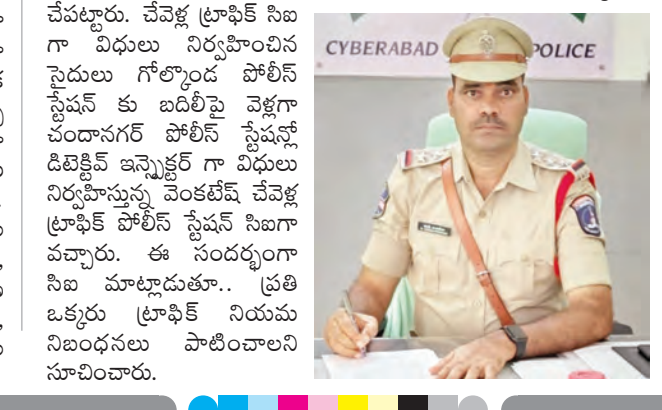 చేపట్టారు. చేవెళ్ల ట్రాఫిక్ సిఐ
గా విధులు నిర్వహించిన
సైదులు గోల్కొండ పోలీస్
స్టేషన్ కు బదిలీపై వెళ్లగా
చందానగర్ పోలీస్ స్టేషన్లో
డిటెక్టివ్ ఇన్స్పెక్టర్ గా విధులు
నిర్వహిస్తున్న వెంకటేష్ చేవెళ్ల
ట్రాఫిక్ పోలీస్ స్టేషన్ సిఐగా
వచ్చారు. ఈ సందర్భంగా
సిఐ మాట్లాడుతూ.. ప్రతి
ఒక్కరు ట్రాఫిక్ నియమ
నిబంధనలు పాటించాలని
సూచించారు.
CYBERABAD POLICE